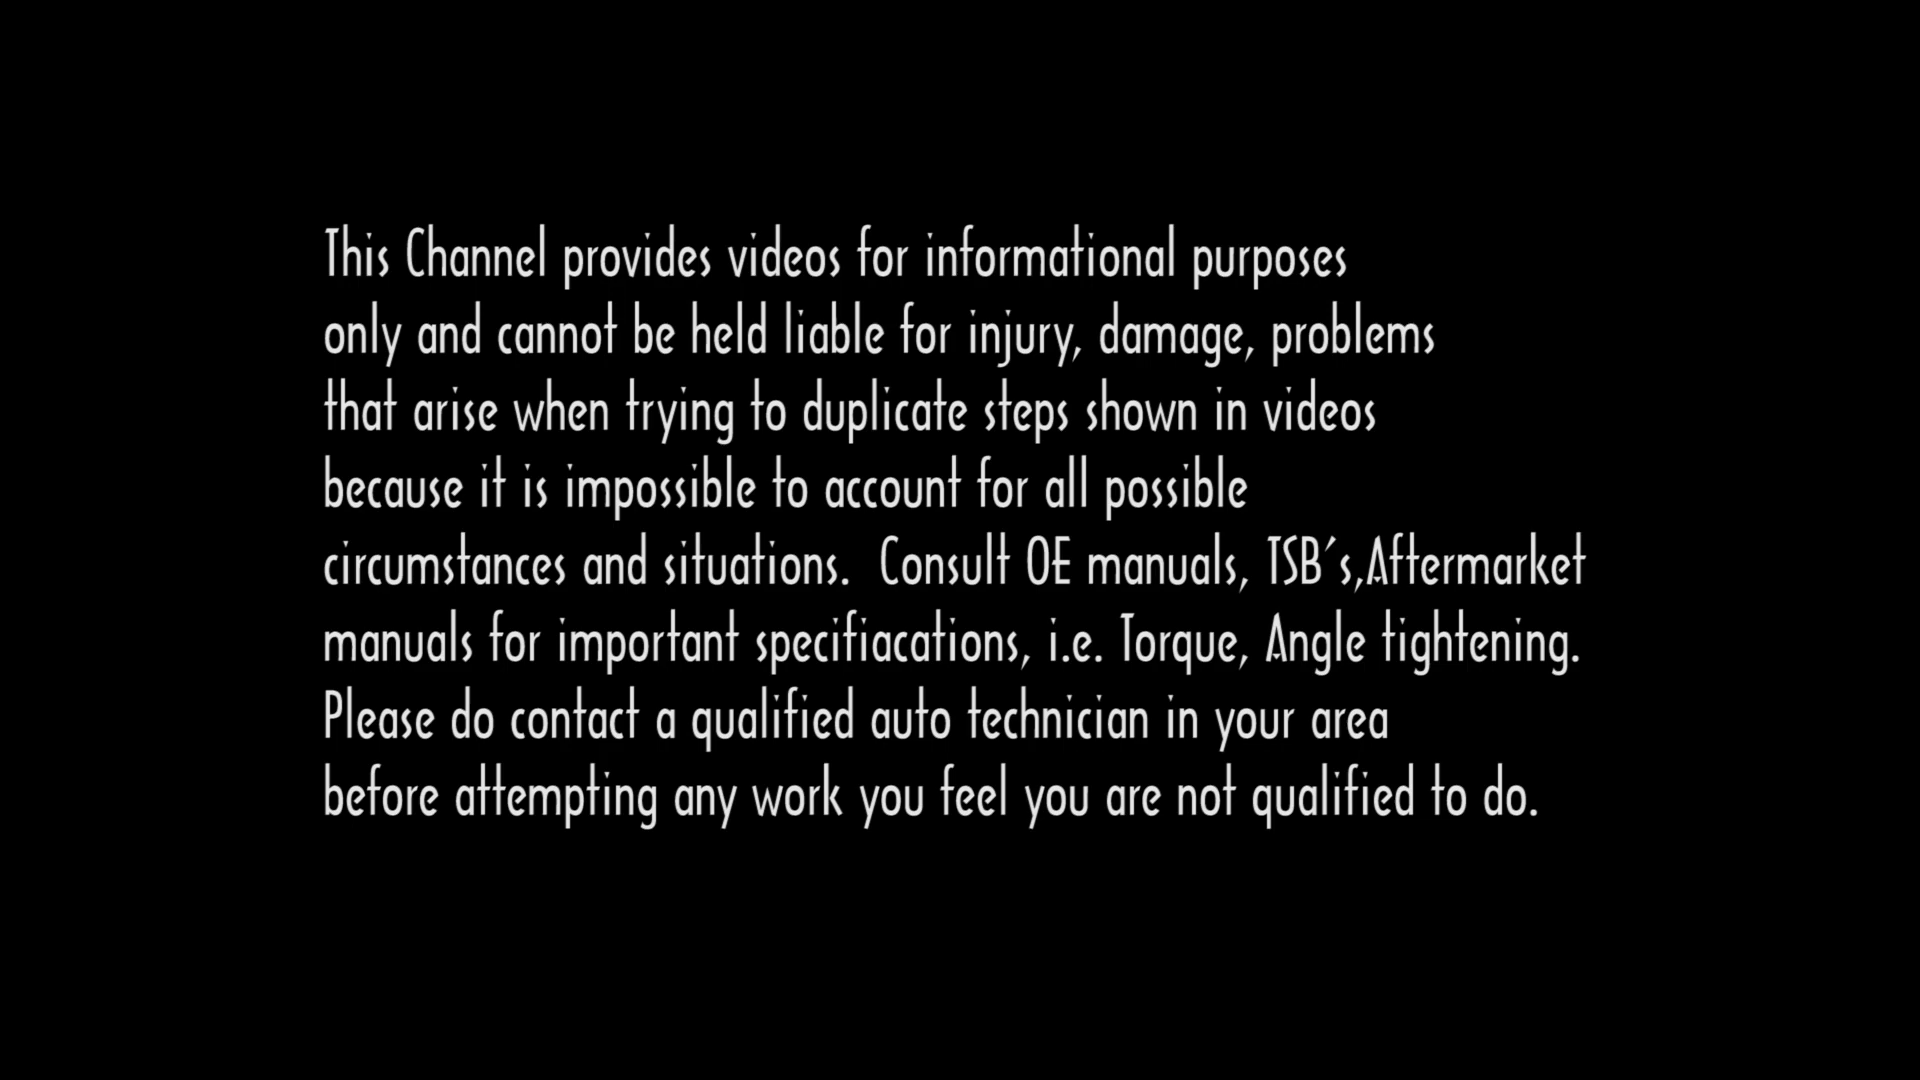 This Channel provides videos for informational purposes
only and cannot be held liable for injury, damage, problems
that arise when trying to duplicate steps shown in videos
because it is impossible to account for all possible
circumstances and situations.  Consult OE manuals, TSB's,Aftermarket
manuals for important specifiacations, i.e. Torque, Angle tightening.
Please do contact a qualified auto technician in your area
before attempting any work you feel you are not qualified to do.